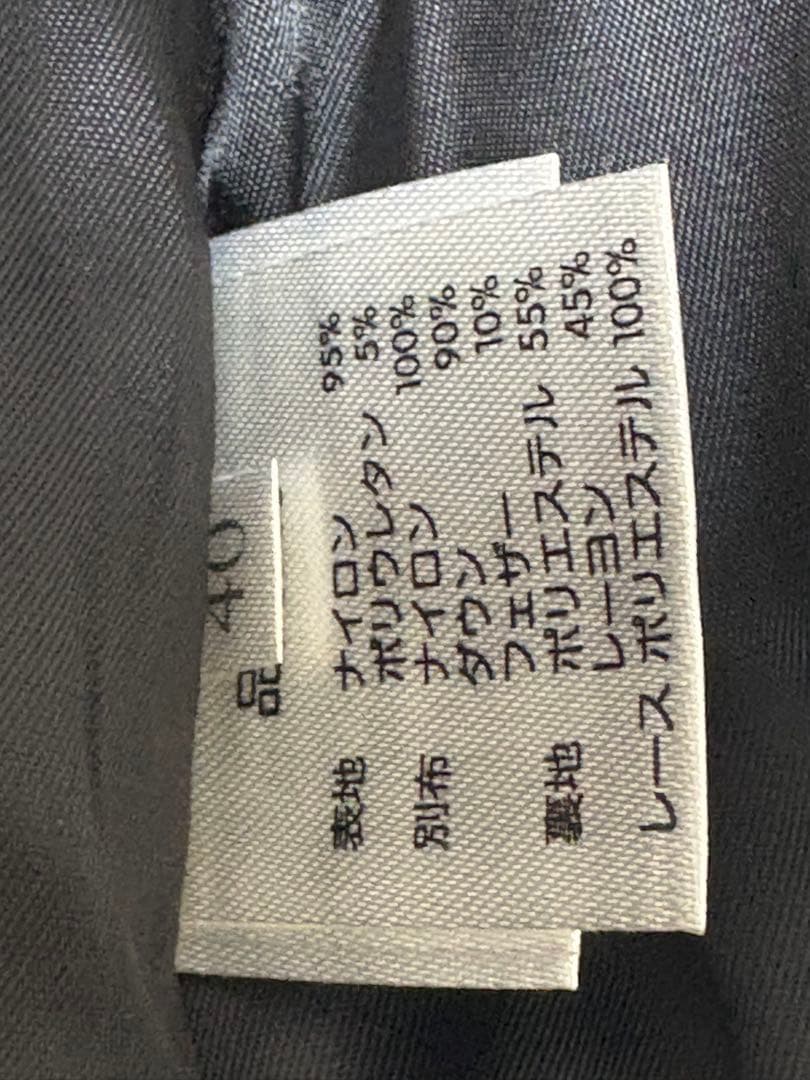 40
品
表地 ナイロン 95%
ポリウレタン 5%
別布 ナイロン 100%
ダウン 90%
フェザー 10%
裏地 ポリエステル 55%
レーヨン 45%
レース ポリエステル 100%